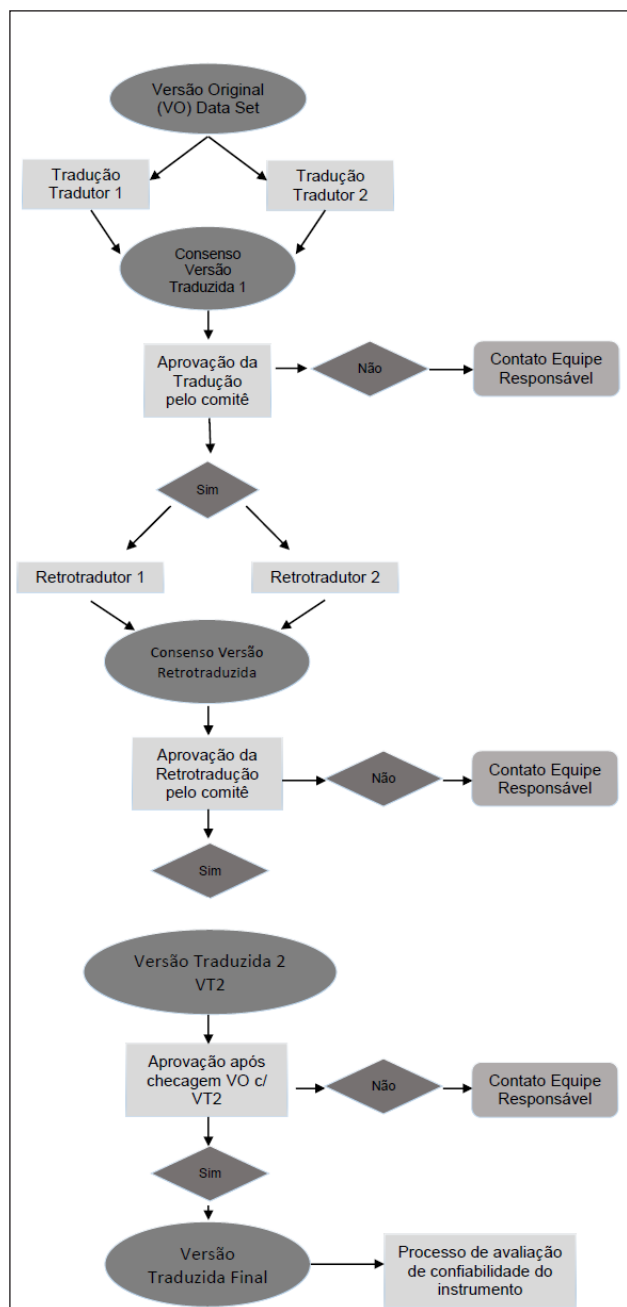 Versão Original
(VO) Data Set
Tradução
Tradutor 1
Tradução
Tradutor 2
Consenso
Versão
Traduzida 1
Aprovação da
Tradução
pelo comitê
Não
Contato Equipe
Responsável
Sim
Retrotradutor 1
Retrotradutor 2
Consenso Versão
Retrotraduzida
Aprovação da
Retrotradução
pelo comitê
Não
Contato Equipe
Responsável
Sim
Versão Traduzida 2
VT2
Aprovação após
checagem VO c/
VT2
Não
Contato Equipe
Responsável
Sim
Versão
Traduzida Final
Processo de avaliação
de confiabilidade do
instrumento